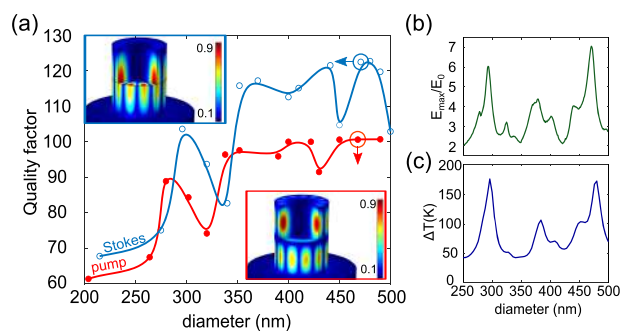 (a)
130
120
110
100
90
80
70
60
Quality factor
200
250
300
350
400
450
500
diameter (nm)
Stokes
pump
0.9
0.1
0.9
0.1
(b)
7
6
5
4
3
2
E_max/E_0
(c)
200
150
100
50
0
ΔT(K)
250 300 350 400 450 500
diameter (nm)